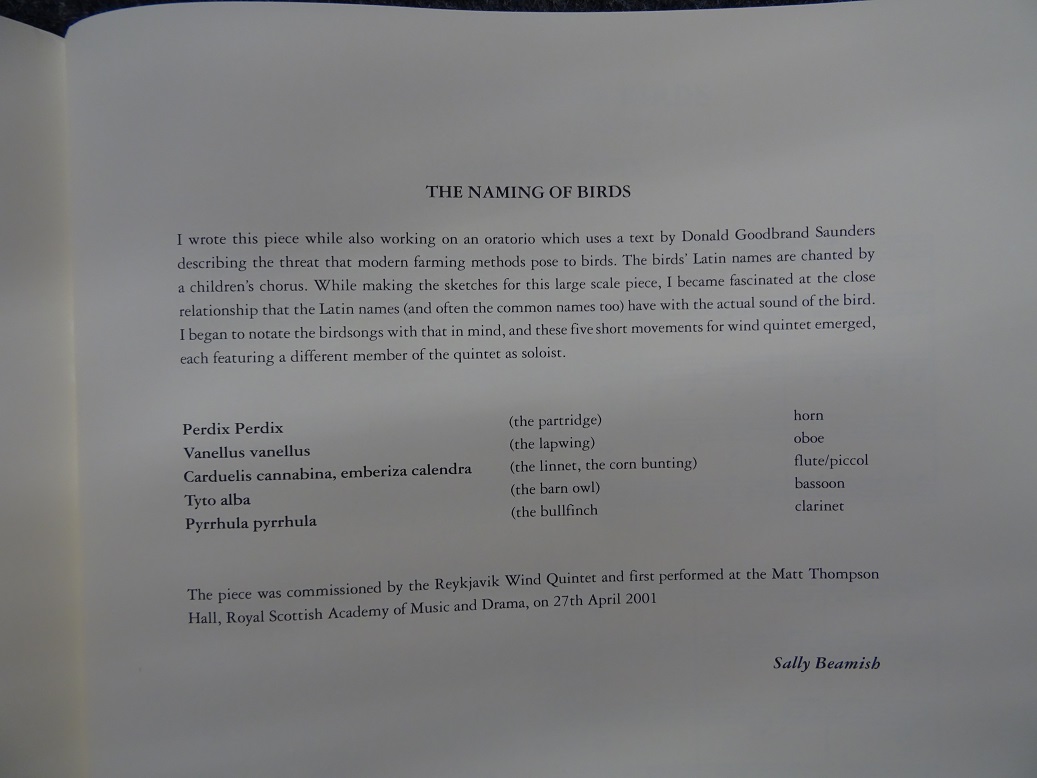 THE NAMING OF BIRDS
I wrote this piece while also working on an oratorio which uses a text by Donald Goodbrand Saunders
describing the threat that modern farming methods pose to birds. The birds' Latin names are chanted by
a children's chorus. While making the sketches for this large scale piece, I became fascinated at the close
relationship that the Latin names (and often the common names too) have with the actual sound of the bird.
I began to notate the birdsongs with that in mind, and these five short movements for wind quintet emerged,
each featuring a different member of the quintet as soloist.
Perdix Perdix (the partridge) horn
Vanellus vanellus (the lapwing) oboe
Carduelis cannabina, emberiza calendra (the linnet, the corn bunting) flute/piccol
Tyto alba (the barn owl) bassoon
Pyrrhula pyrrhula (the bullfinch clarinet
The piece was commissioned by the Reykjavik Wind Quintet and first performed at the Matt Thompson
Hall, Royal Scottish Academy of Music and Drama, on 27th April 2001
Sally Beamish